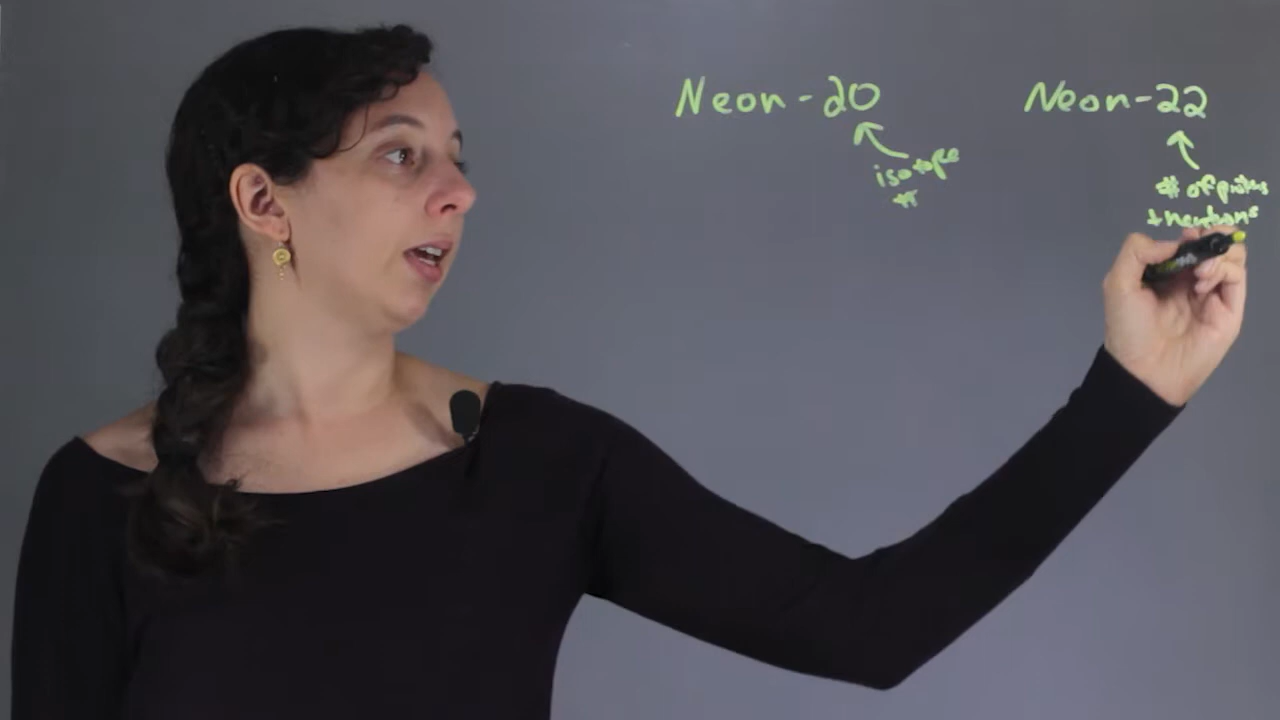 Neon-20
Neon-22
isotope
#
# of protons
+ neutrons